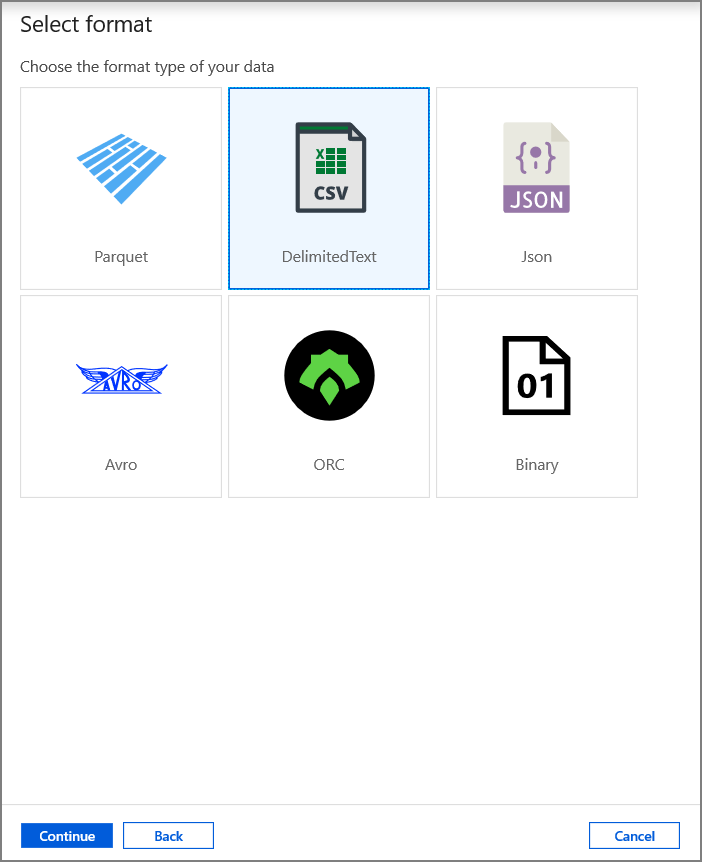 Select format
Choose the format type of your data
X
CSV
{ } JSON
Parquet
DelimitedText
Json
AVRO
01
Avro
ORC
Binary
Continue
Back
Cancel